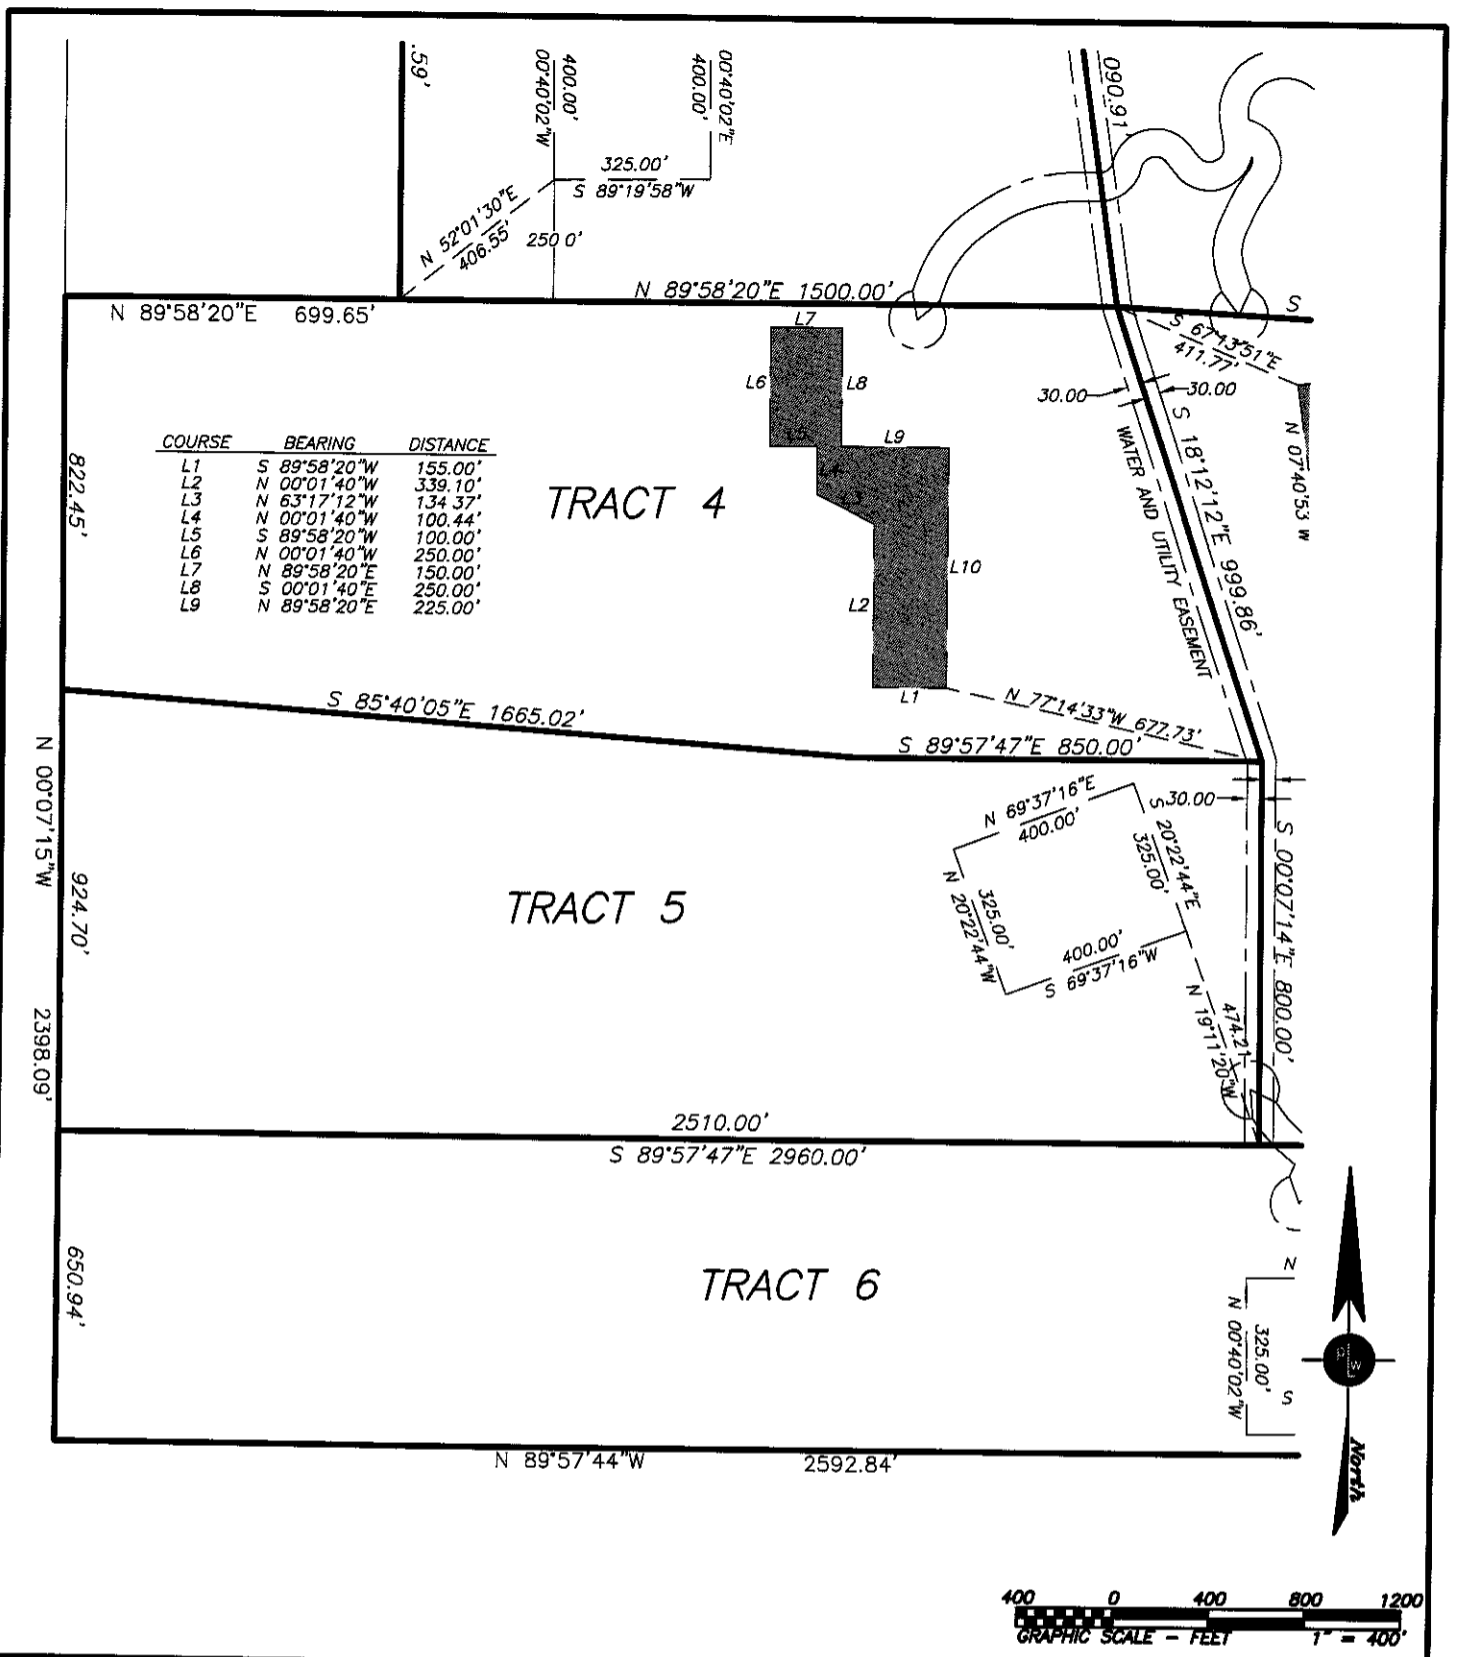 .59'
400.00'
00°40'02"W
00°40'02"E
400.00'
325.00'
S 89°19'58"W
N 52°01'30"E
406.55'
250 0'
090.91'
N 89°58'20"E 699.65'
N 89°58'20"E 1500.00'
S
S 67°13'51"E
411.77'
30.00
30.00
N 07°40'53 W
L7
L6
L8
L5
L9
L4
L3
L10
L2
L1
COURSE BEARING DISTANCE
L1 S 89°58'20"W 155.00'
L2 N 00°01'40"W 339.10'
L3 N 63°17'12"W 134 37'
L4 N 00°01'40"W 100.44'
L5 S 89°58'20"W 100.00'
L6 N 00°01'40"W 250.00'
L7 N 89°58'20"E 150.00'
L8 S 00°01'40"E 250.00'
L9 N 89°58'20"E 225.00'
TRACT 4
822.45'
S 18°12'12"E 999.86'
WATER AND UTILITY EASEMENT
N 77°14'33"W 677.73'
S 85°40'05"E 1665.02'
S 89°57'47"E 850.00'
30.00
N 69°37'16"E
400.00'
S 20°22'44"E
325.00'
325.00'
N 20°22'44"W
400.00'
S 69°37'16"W
N 19°11'20"W
474.21
S 00°07'14"E 800.00'
TRACT 5
N 00°07'15"W 2398.09'
924.70'
2510.00'
S 89°57'47"E 2960.00'
TRACT 6
650.94'
N
325.00'
N 00°40'02"W
S
N 89°57'44"W 2592.84'
North
400 0 400 800 1200
GRAPHIC SCALE - FEET 1" = 400'